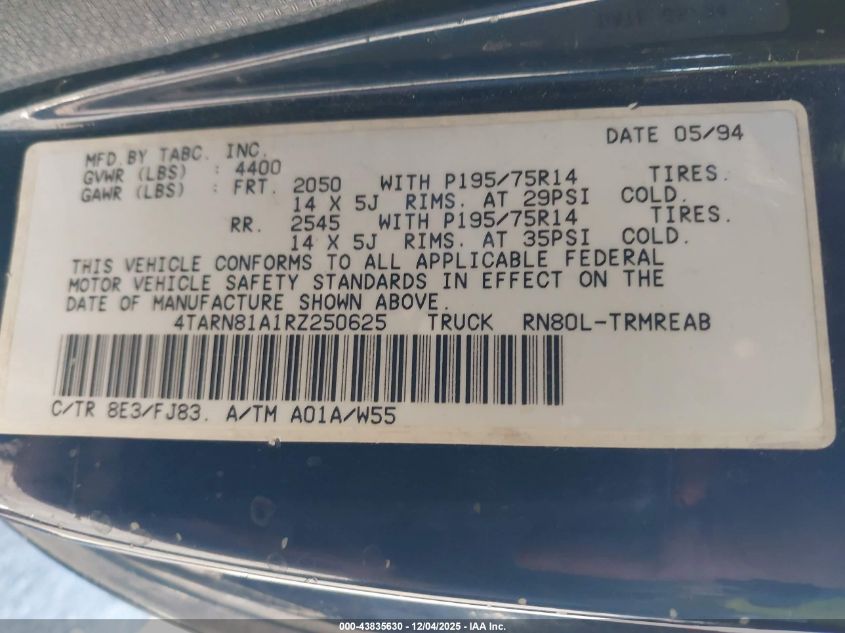 DATE 05/94
MFD. BY TABC. INC.
GVWR (LBS) : 4400
GAWR (LBS) : FRT. 2050 WITH P195/75R14 TIRES.
14 X 5J RIMS. AT 29PSI COLD.
RR. 2545 WITH P195/75R14 TIRES.
14 X 5J RIMS. AT 35PSI COLD.
THIS VEHICLE CONFORMS TO ALL APPLICABLE FEDERAL
MOTOR VEHICLE SAFETY STANDARDS IN EFFECT ON THE
DATE OF MANUFACTURE SHOWN ABOVE.
4TARN81A1RZ250625 TRUCK RN80L-TRMREAB
C/TR 8E3/FJ83. A/TM A01A/W55
000-43835630 - 12/04/2025 - IAA Inc.